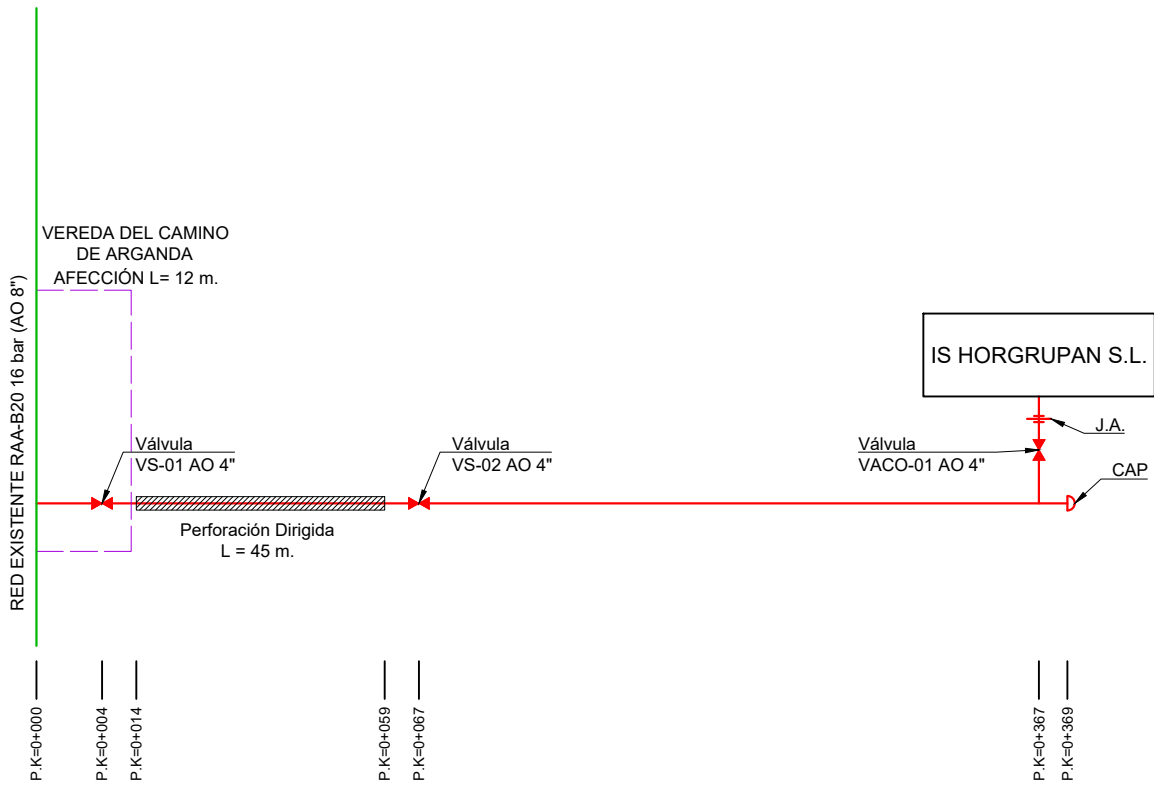 VEREDA DEL CAMINO
DE ARGANDA
AFECCIÓN L= 12 m.
RED EXISTENTE RAA-B20 16 bar (AO 8")
IS HORGRUPAN S.L.
J.A.
Válvula
VS-01 AO 4"
Válvula
VS-02 AO 4"
Válvula
VACO-01 AO 4"
CAP
Perforación Dirigida
L = 45 m.
P.K=0+000
P.K=0+004
P.K=0+014
P.K=0+059
P.K=0+067
P.K=0+367
P.K=0+369